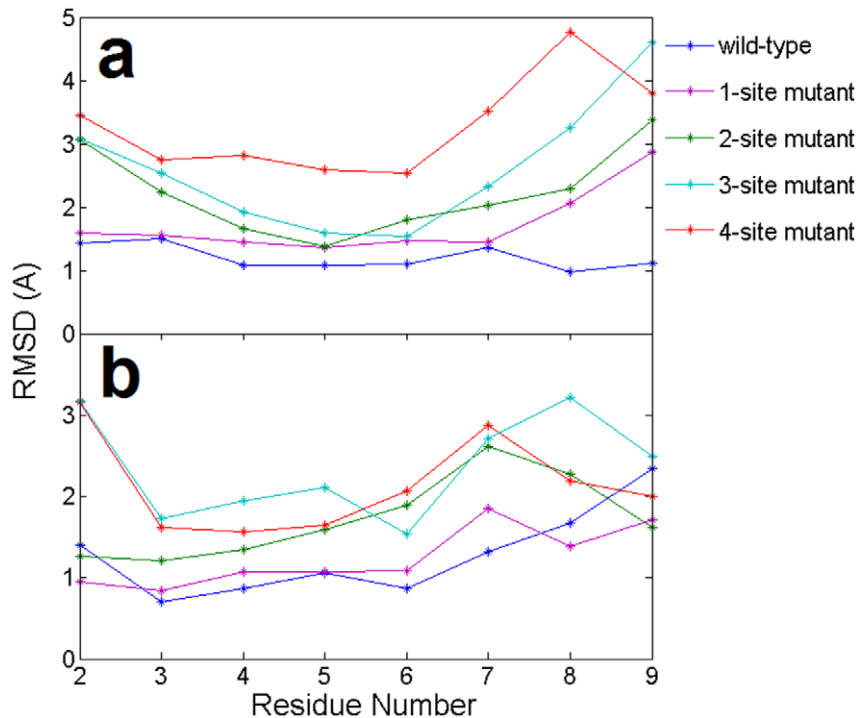 a
5
4
3
2
1
0
b
3
2
1
0
RMSD (A)
2 3 4 5 6 7 8 9
Residue Number
wild-type
1-site mutant
2-site mutant
3-site mutant
4-site mutant